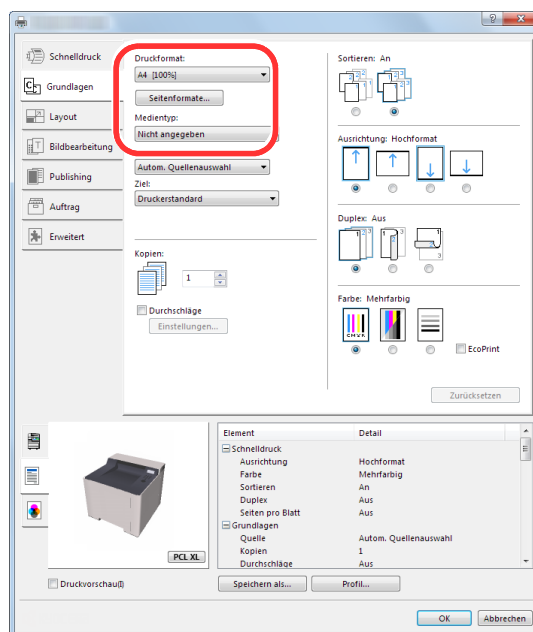 Schnelldruck
Grundlagen
Layout
Bildbearbeitung
Publishing
Auftrag
Erweitert
Druckformat:
A4 [100%]
Seitenformate...
Medientyp:
Nicht angegeben
Autom. Quellenauswahl
Ziel:
Druckerstandard
Kopien:
1
Durchschläge
Einstellungen...
Sortieren: An
Ausrichtung: Hochformat
Duplex: Aus
Farbe: Mehrfarbig
CMYK
EcoPrint
Zurücksetzen
PCL XL
Druckvorschau(l)
Element Detail
Schnelldruck
Ausrichtung Hochformat
Farbe Mehrfarbig
Sortieren An
Duplex Aus
Seiten pro Blatt Aus
Grundlagen
Quelle Autom. Quellenauswahl
Kopien 1
Durchschläge Aus
Speichern als... Profil...
OK Abbrechen